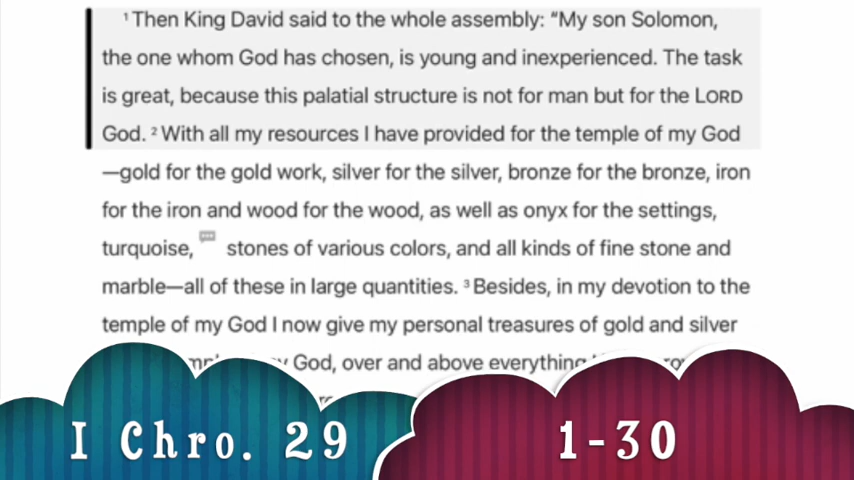 ¹ Then King David said to the whole assembly: “My son Solomon,
the one whom God has chosen, is young and inexperienced. The task
is great, because this palatial structure is not for man but for the LORD
God. ² With all my resources I have provided for the temple of my God
—gold for the gold work, silver for the silver, bronze for the bronze, iron
for the iron and wood for the wood, as well as onyx for the settings,
turquoise, stones of various colors, and all kinds of fine stone and
marble—all of these in large quantities. ³ Besides, in my devotion to the
temple of my God I now give my personal treasures of gold and silver
God, over and above everything
I Chro. 29
1-30